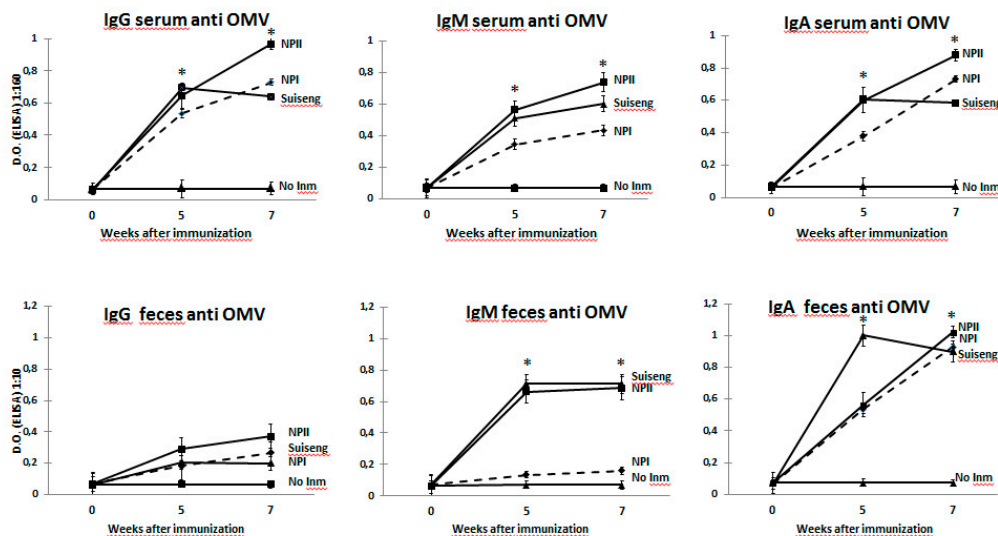 IgG serum anti OMV
1
0,8
0,6
0,4
0,2
0
D.O. (ELISA) 1:160
*
*
NPII
NPI
Suiseng
No Inm
0 5 7
Weeks after immunization
IgM serum anti OMV
1
0,8
0,6
0,4
0,2
0
*
*
NPII
Suiseng
NPI
No Inm
0 5 7
Weeks after immunization
IgA serum anti OMV
1
0,8
0,6
0,4
0,2
0
*
*
NPII
NPI
Suiseng
No Inm
0 5 7
Weeks after immunization
IgG feces anti OMV
1,2
1
0,8
0,6
0,4
0,2
0
D.O. (ELISA) 1:10
NPII
Suiseng
NPI
No Inm
0 5 7
Weeks after immunization
IgM feces anti OMV
1,2
1
0,8
0,6
0,4
0,2
0
*
*
Suiseng
NPII
NPI
No Inm
0 5 7
Weeks after immunization
IgA feces anti OMV
1,2
1
0,8
0,6
0,4
0,2
0
*
*
NPII
NPI
Suiseng
No Inm
0 5 7
Weeks after immunization